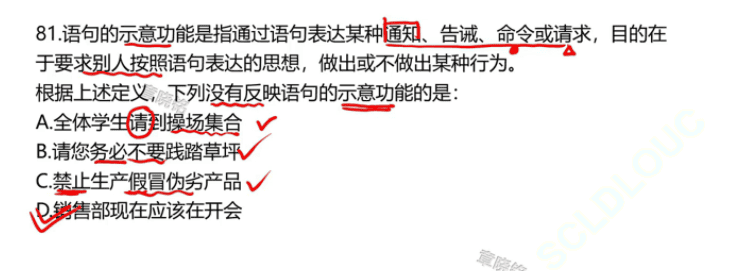 81.语句的示意功能是指通过语句表达某种通知、告诫、命令或请求，目的在
于要求别人按照语句表达的思想，做出或不做出某种行为。
根据上述定义，下列没有反映语句的示意功能的是：
A.全体学生请到操场集合
B.请您务必不要践踏草坪
C.禁止生产假冒伪劣产品
D.销售部现在应该在开会
SCLDLOUC